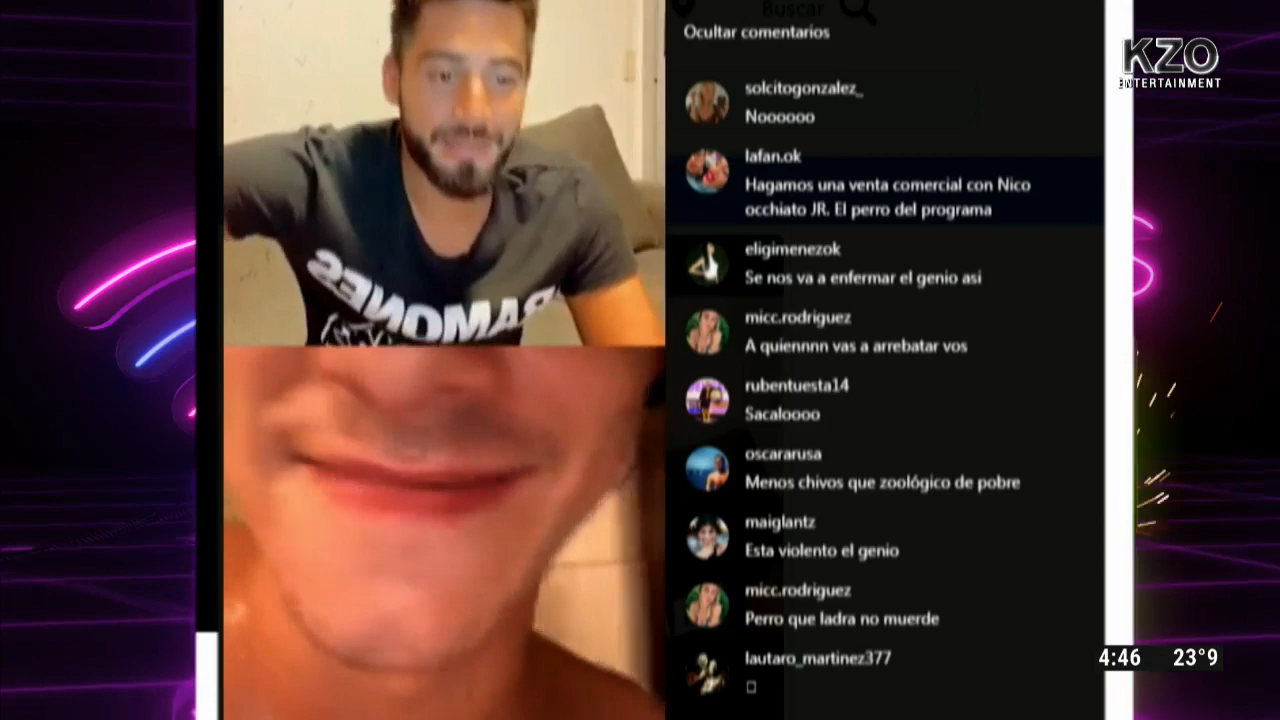 Buscar
Ocultar comentarios
KZO
ENTERTAINMENT
solcitogonzalez_
Noooooo
lafan.ok
Hagamos una venta comercial con Nico
occhiato JR. El perro del programa
eligimenezok
Se nos va a enfermar el genio asi
micc.rodriguez
A quiennnn vas a arrebatar vos
rubentuesta14
Sacaloooo
oscararusa
Menos chivos que zoológico de pobre
maiglantz
Esta violento el genio
micc.rodriguez
Perro que ladra no muerde
lautaro_martinez377
RAMONES
4:46 23°9